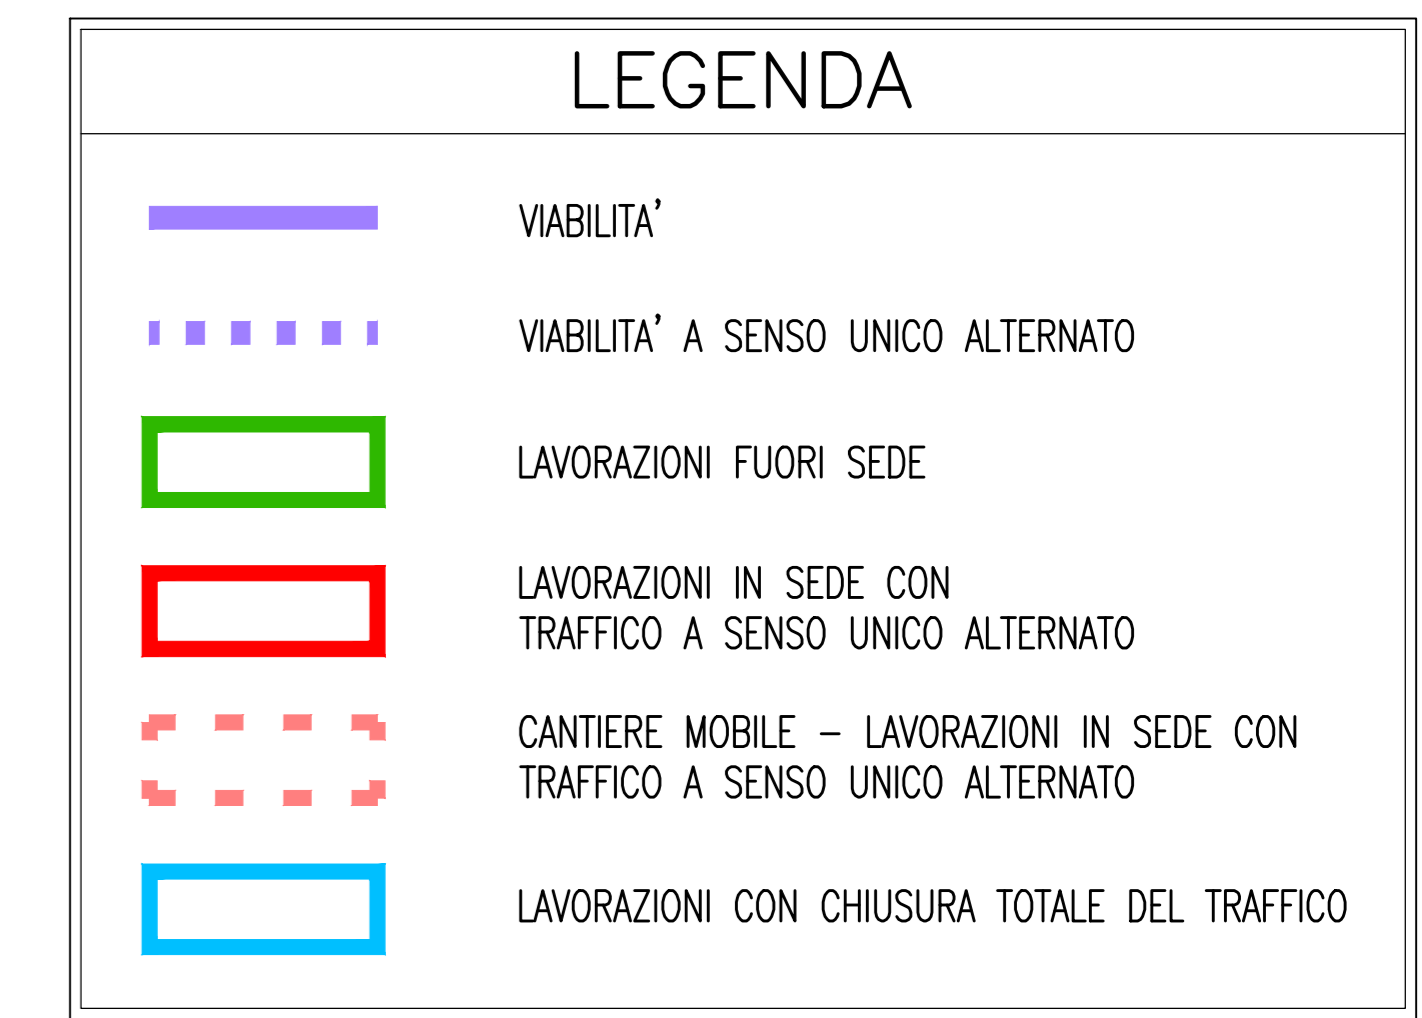 LEGENDA
VIABILITA'
VIABILITA' A SENSO UNICO ALTERNATO
LAVORAZIONI FUORI SEDE
LAVORAZIONI IN SEDE CON
TRAFFICO A SENSO UNICO ALTERNATO
CANTIERE MOBILE – LAVORAZIONI IN SEDE CON
TRAFFICO A SENSO UNICO ALTERNATO
LAVORAZIONI CON CHIUSURA TOTALE DEL TRAFFICO